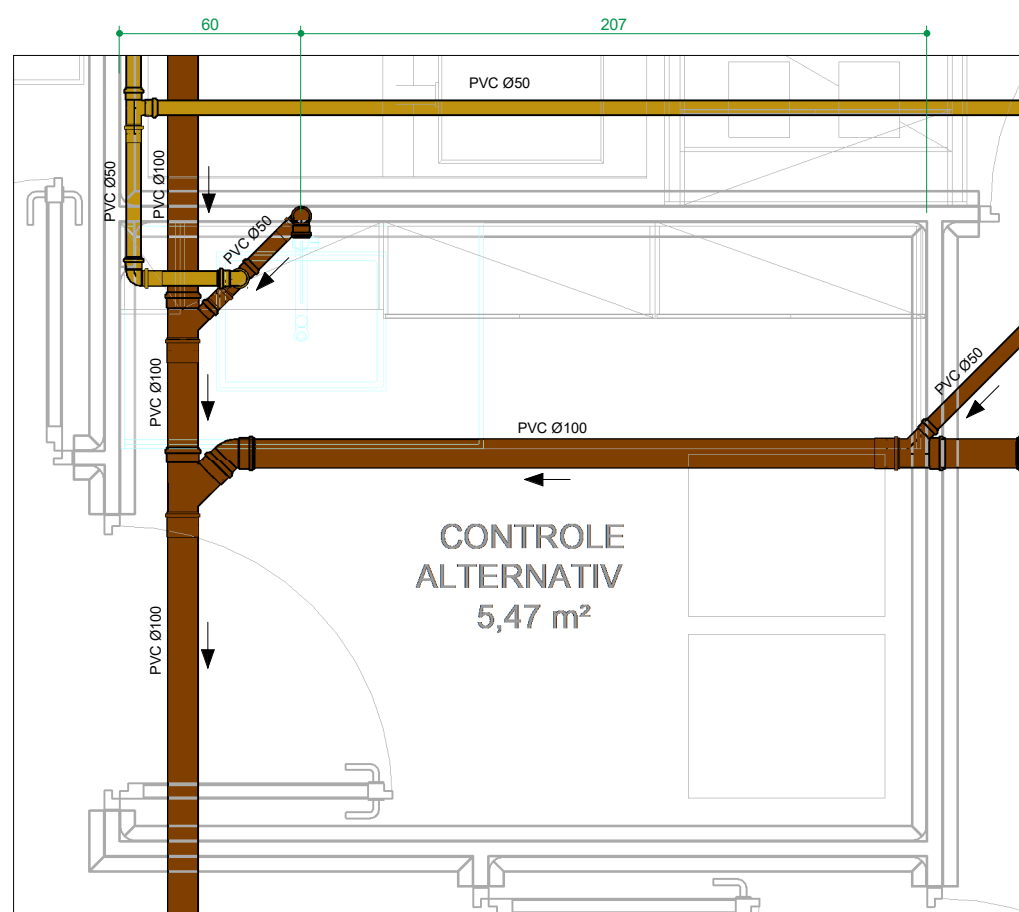 60
207
PVC Ø50
PVC Ø50
PVC Ø100
PVC Ø50
PVC Ø100
PVC Ø50
PVC Ø100
CONTROLE
ALTERNATIV
5,47 m²
PVC Ø100